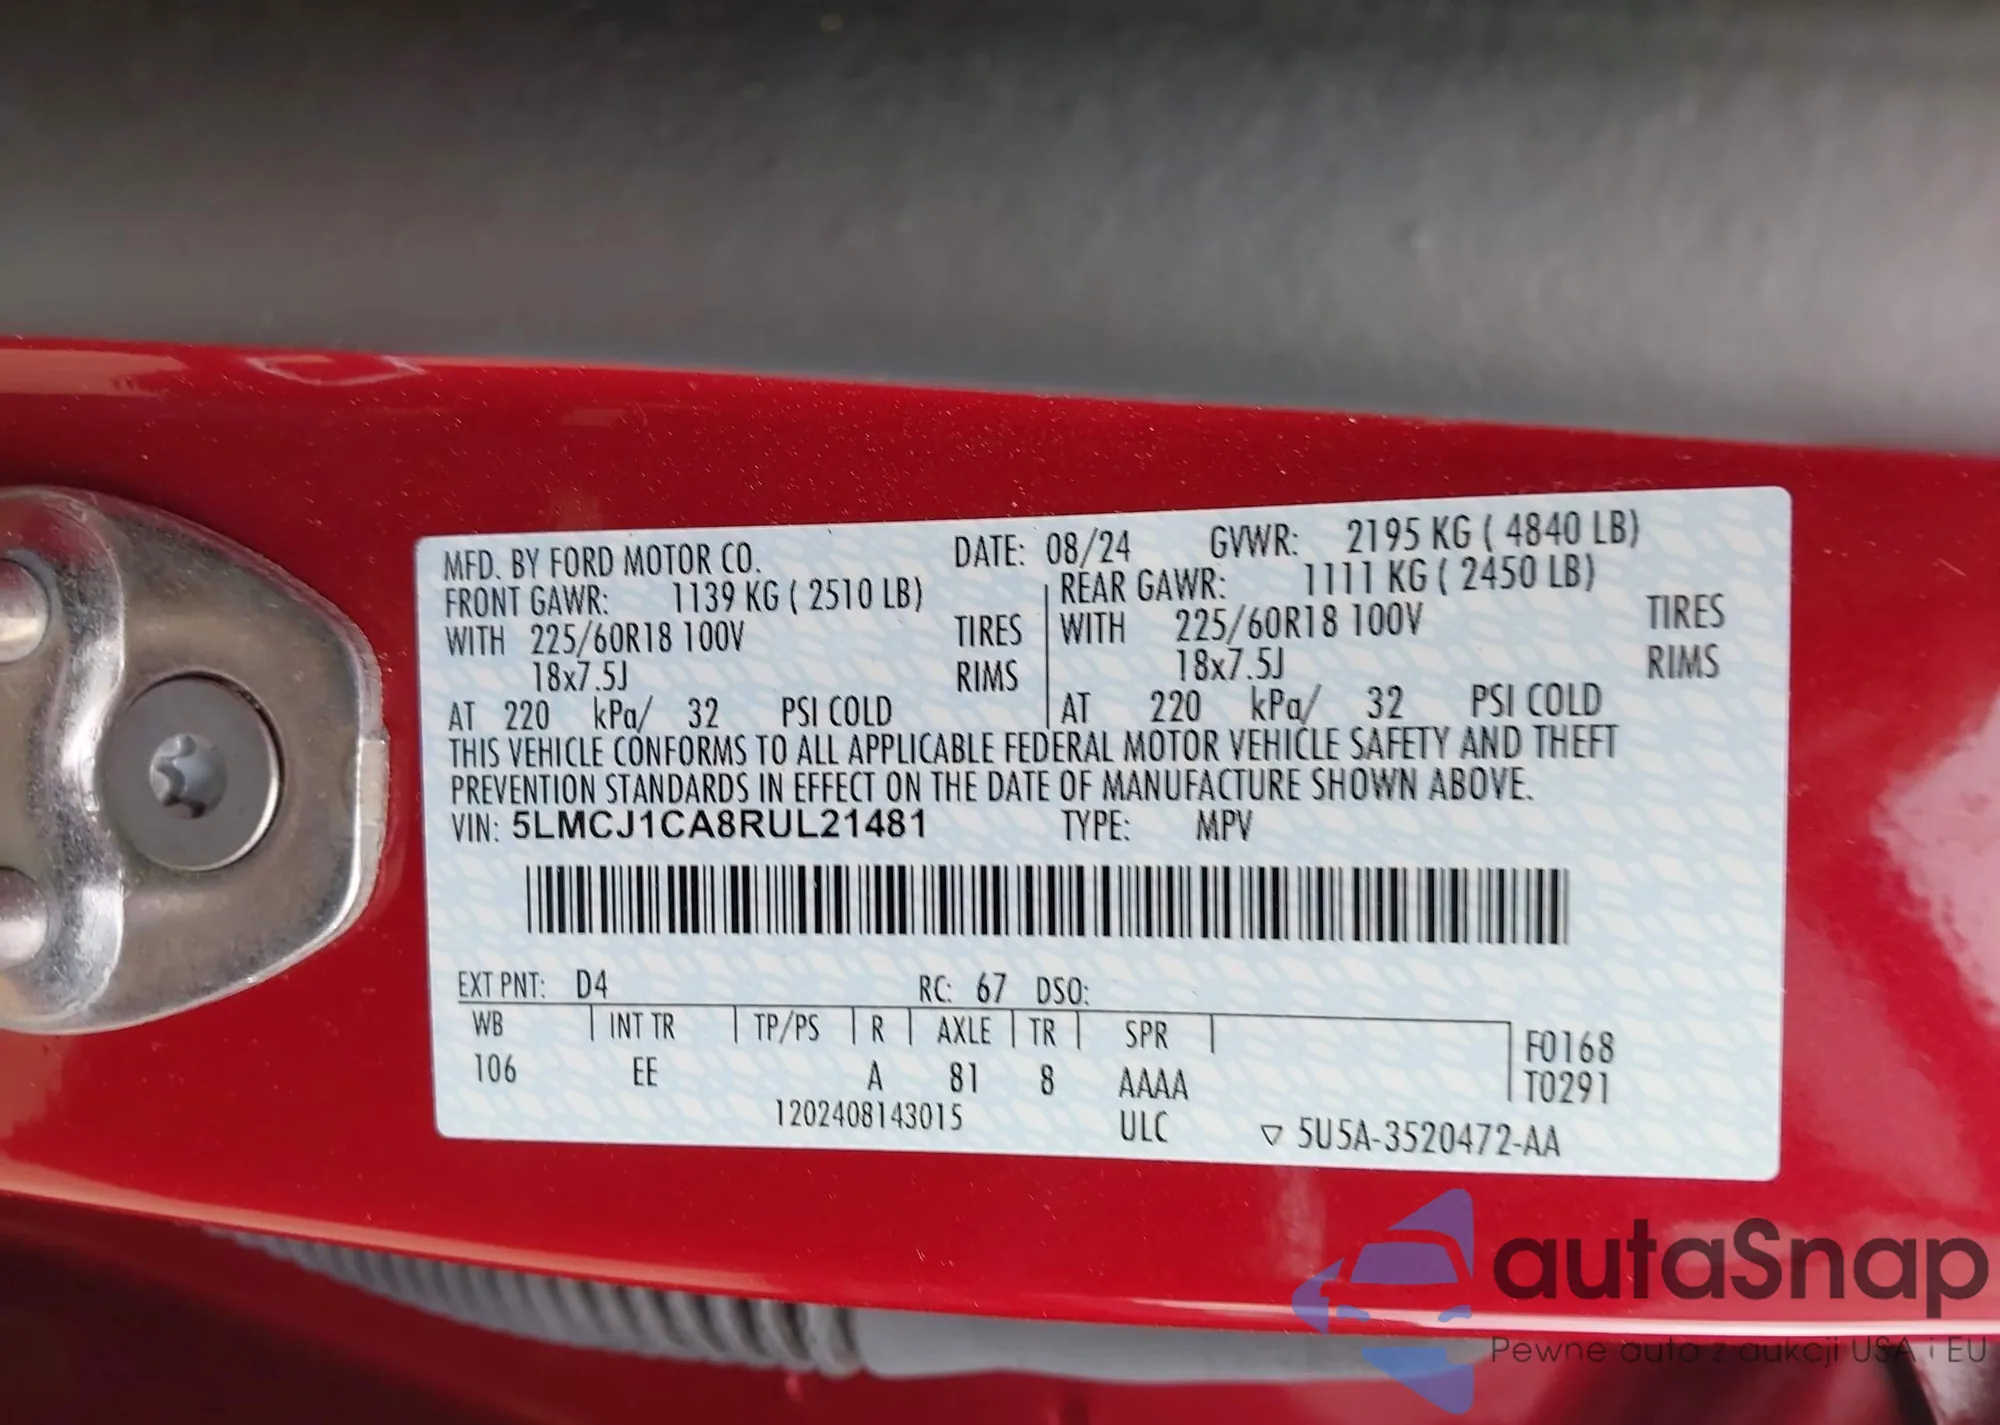 MFD. BY FORD MOTOR CO. DATE: 08/24 GVWR: 2195 KG ( 4840 LB)
FRONT GAWR: 1139 KG ( 2510 LB) REAR GAWR: 1111 KG ( 2450 LB)
WITH 225/60R18 100V TIRES WITH 225/60R18 100V TIRES
18x7.5J RIMS 18x7.5J RIMS
AT 220 kPa/ 32 PSI COLD AT 220 kPa/ 32 PSI COLD
THIS VEHICLE CONFORMS TO ALL APPLICABLE FEDERAL MOTOR VEHICLE SAFETY AND THEFT
PREVENTION STANDARDS IN EFFECT ON THE DATE OF MANUFACTURE SHOWN ABOVE.
VIN: 5LMCJ1CA8RUL21481 TYPE: MPV
EXT PNT: D4 RC: 67 DSO:
WB INT TR TP/PS R AXLE TR SPR F0168
106 EE A 81 8 AAAA T0291
1202408143015 ULC ▽ 5U5A-3520472-AA
autaSnap
Pewne auta z aukcji USA i EU